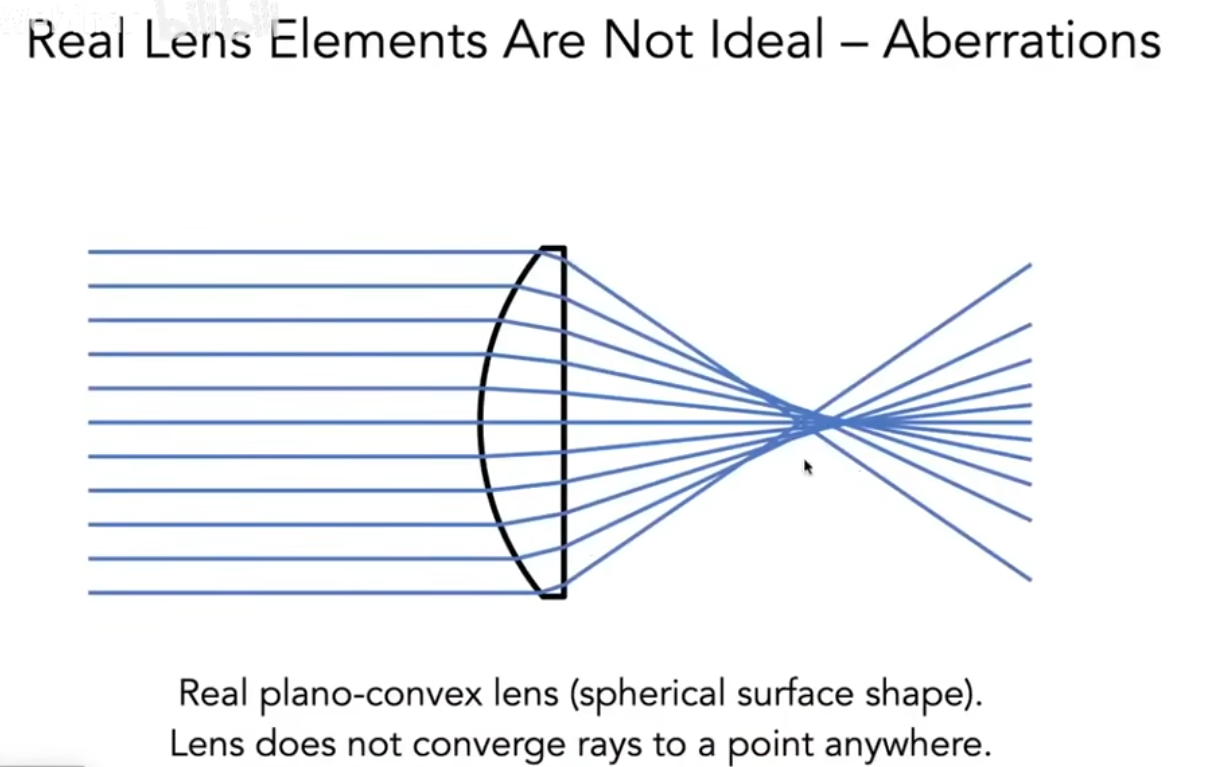 Real Lens Elements Are Not Ideal – Aberrations
Real plano-convex lens (spherical surface shape).
Lens does not converge rays to a point anywhere.